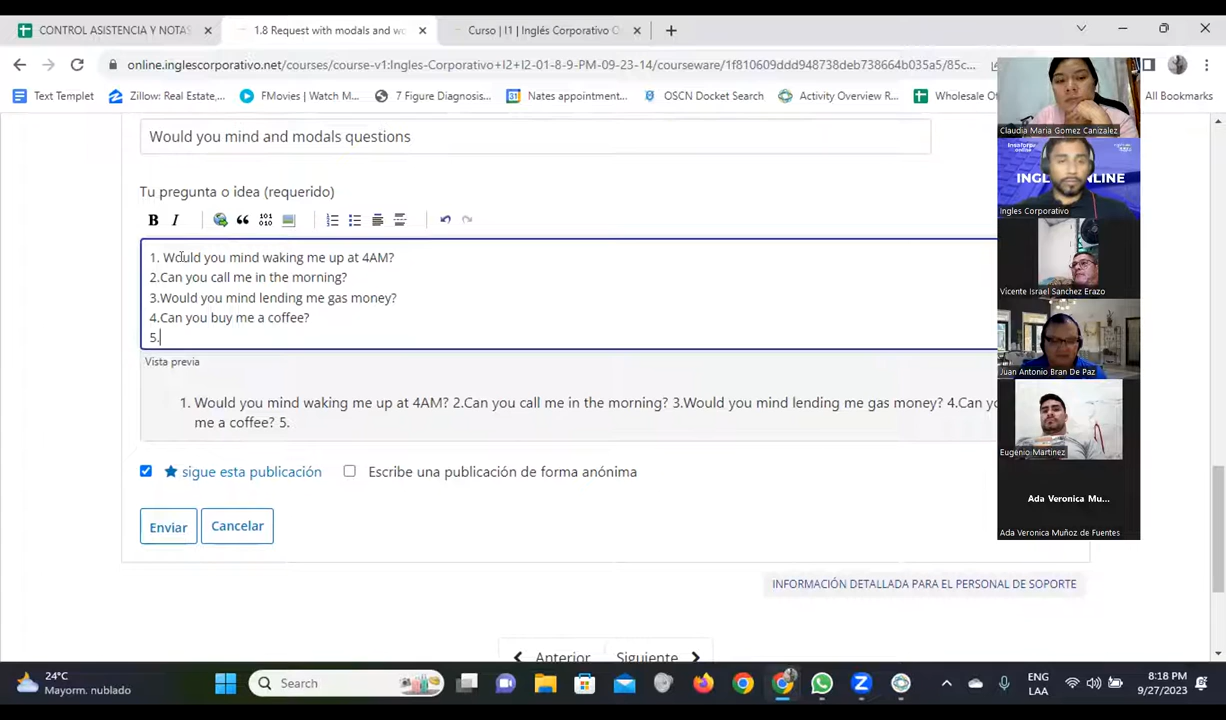 CONTROL ASISTENCIA Y NOTAS
1.8 Request with modals and wo
Curso | I1 | Inglés Corporativo O
online.inglescorporativo.net/courses/course-v1:Ingles-Corporativo+I2+I2-01-8-9-PM-09-23-14/courseware/1f810609ddd948738deb738664b035a5/85c...
Text Templet
Zillow: Real Estate,...
FMovies | Watch M...
7 Figure Diagnosis...
Nates appointment...
OSCN Docket Search
Activity Overview R...
Wholesale Of
All Bookmarks
Would you mind and modals questions
Tu pregunta o idea (requerido)
B I
1. Would you mind waking me up at 4AM?
2.Can you call me in the morning?
3.Would you mind lending me gas money?
4.Can you buy me a coffee?
5.
Vista previa
1. Would you mind waking me up at 4AM? 2.Can you call me in the morning? 3.Would you mind lending me gas money? 4.Can yo
me a coffee? 5.
sigue esta publicación
Escribe una publicación de forma anónima
Enviar
Cancelar
INFORMACIÓN DETALLADA PARA EL PERSONAL DE SOPORTE
Anterior
Siguiente
Claudia Maria Gomez Canizalez
Ingles Corporativo
Vicente Israel Sanchez Erazo
Juan Antonio Bran De Paz
Eugenio Martinez
Ada Veronica Mu...
Ada Veronica Muñoz de Fuentes
24°C
Mayorm. nublado
Search
ENG
LAA
8:18 PM
9/27/2023